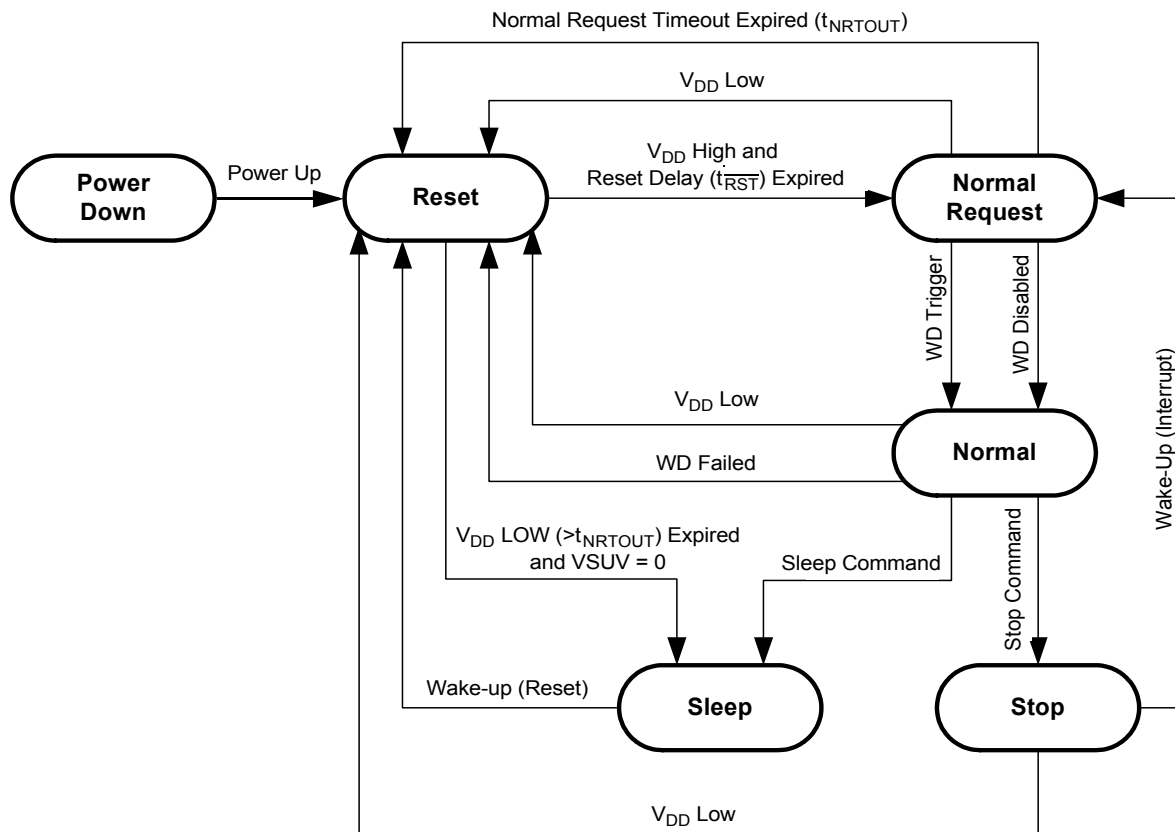 Normal Request Timeout Expired (tNRTOUT)
VDD Low
Power
Down
Power Up
Reset
VDD High and
Reset Delay (tRST) Expired
Normal
Request
WD Trigger
WD Disabled
Wake-Up (Interrupt)
VDD Low
Normal
WD Failed
VDD LOW (>tNRTOUT) Expired
and VSUV = 0
Sleep Command
Stop Command
Wake-up (Reset)
Sleep
Stop
VDD Low